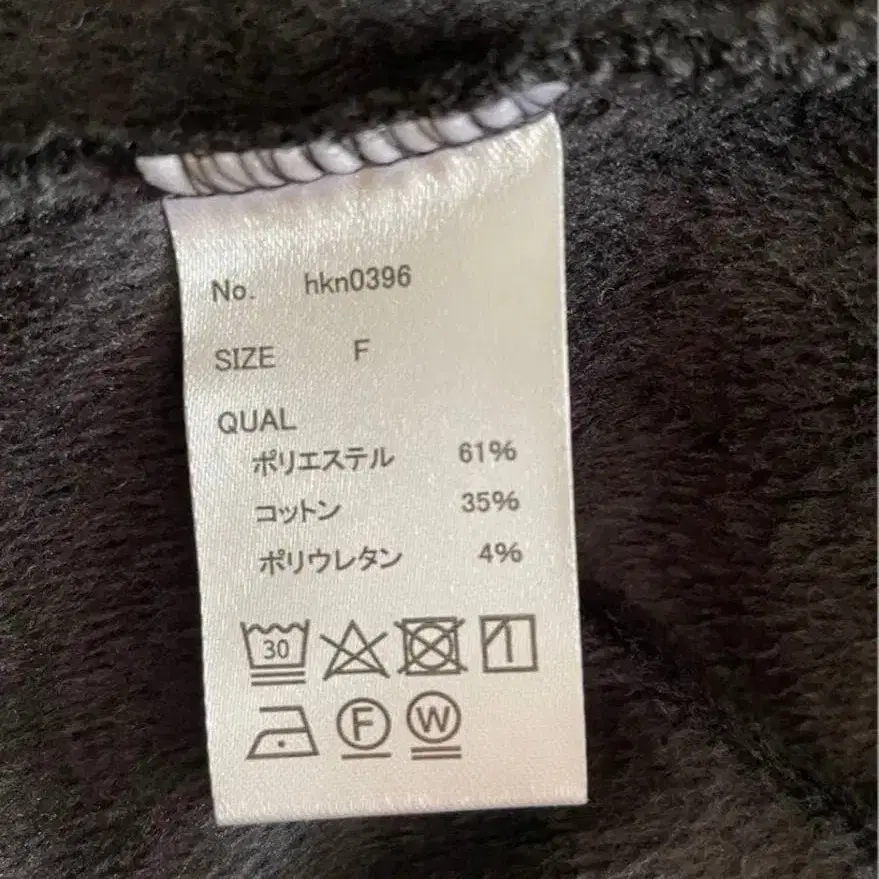 No. hkn0396
SIZE F
QUAL
ポリエステル 61%
コットン 35%
ポリウレタン 4%
30
F W